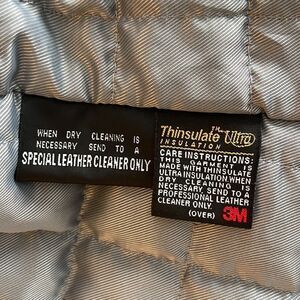 WHEN DRY CLEANING IS
NECESSARY SEND TO A
SPECIAL LEATHER CLEANER ONLY
Thinsulate™ Ultra
INSULATION
CARE INSTRUCTIONS:
THIS GARMENT IS
MADE WITH THINSULATE
ULTRA INSULATION. WHEN
DRY CLEANING IS
NECESSARY SEND TO A
PROFESSIONAL LEATHER
CLEANER ONLY.
(OVER) 3M